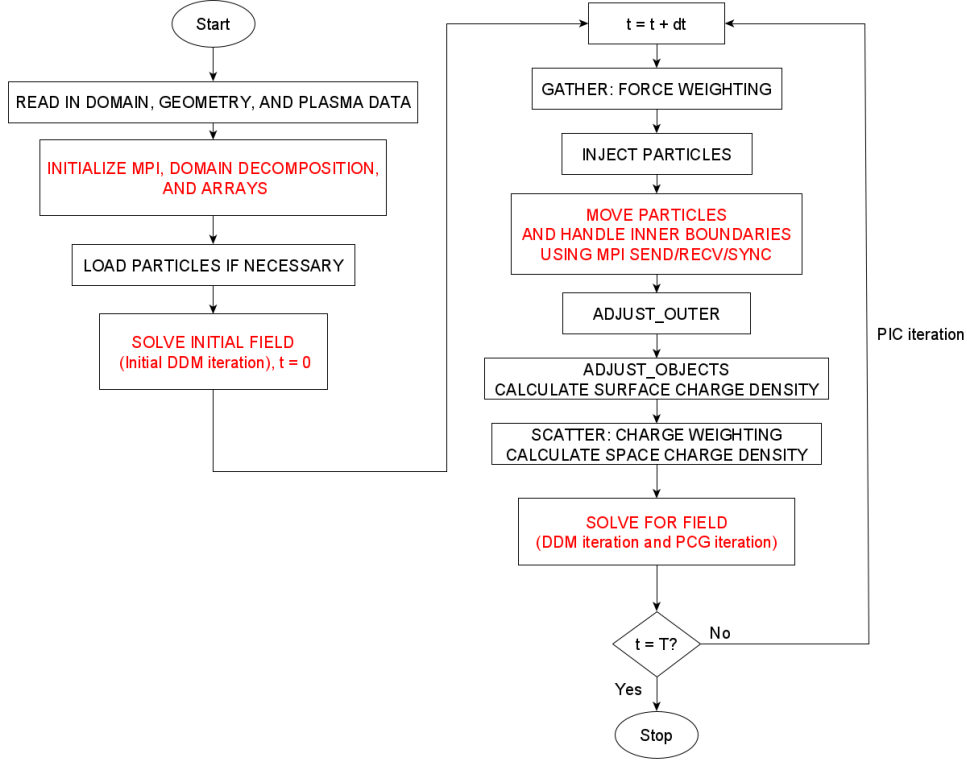 Start
READ IN DOMAIN, GEOMETRY, AND PLASMA DATA
INITIALIZE MPI, DOMAIN DECOMPOSITION,
AND ARRAYS
LOAD PARTICLES IF NECESSARY
SOLVE INITIAL FIELD
(Initial DDM iteration), t = 0
t = t + dt
GATHER: FORCE WEIGHTING
INJECT PARTICLES
MOVE PARTICLES
AND HANDLE INNER BOUNDARIES
USING MPI SEND/RECV/SYNC
ADJUST_OUTER
ADJUST_OBJECTS
CALCULATE SURFACE CHARGE DENSITY
SCATTER: CHARGE WEIGHTING
CALCULATE SPACE CHARGE DENSITY
SOLVE FOR FIELD
(DDM iteration and PCG iteration)
t = T?
No
Yes
Stop
PIC iteration